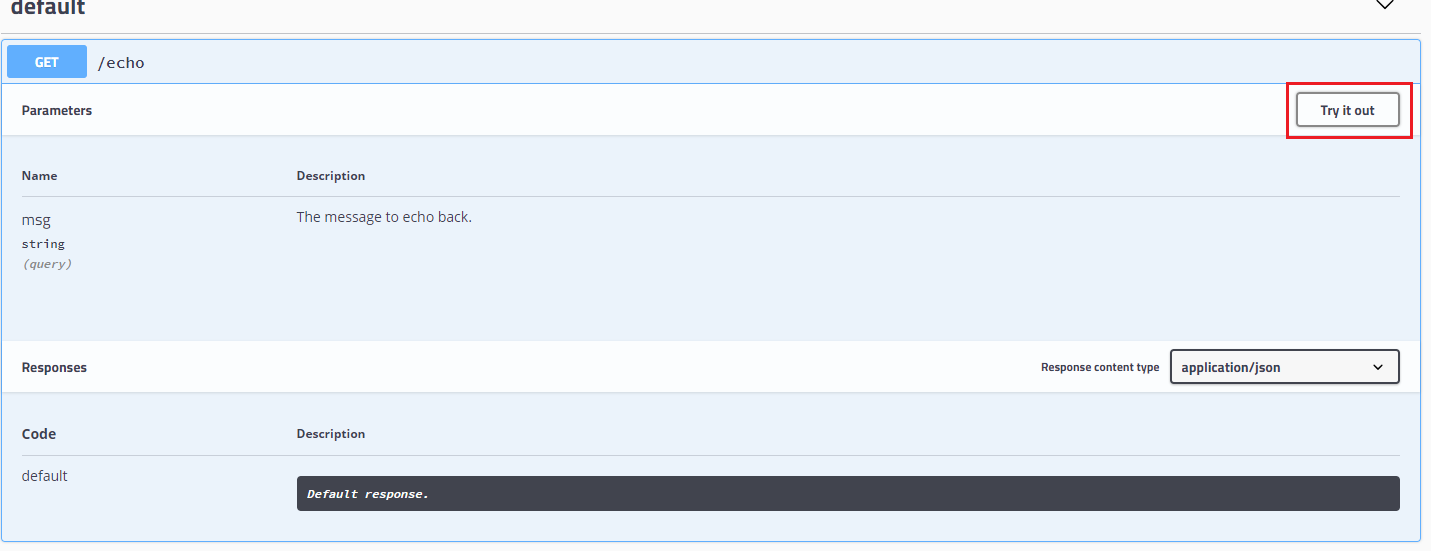 default
GET /echo
Parameters Try it out
Name Description
msg The message to echo back.
string
(query)
Responses Response content type application/json
Code Description
default Default response.